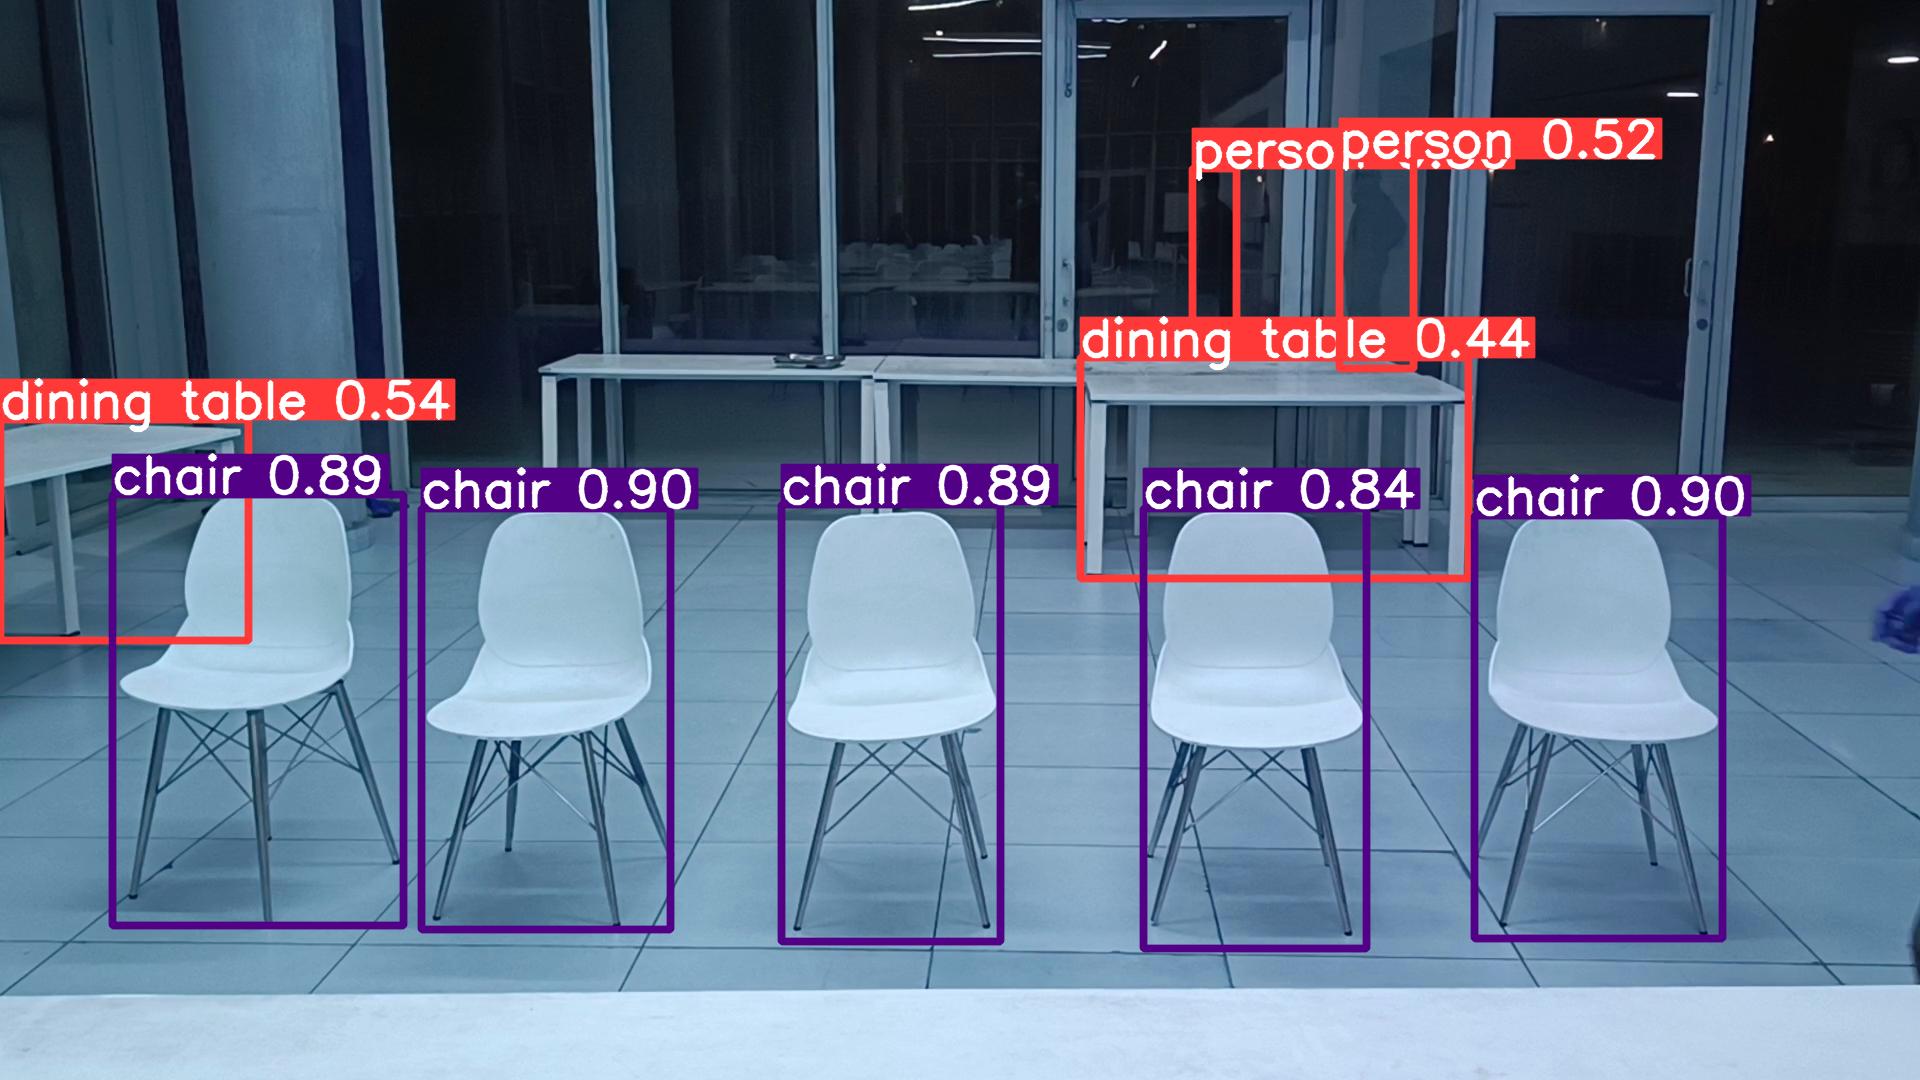 perso
person 0.52
dining table 0.44
dining table 0.54
chair 0.89
chair 0.90
chair 0.89
chair 0.84
chair 0.90